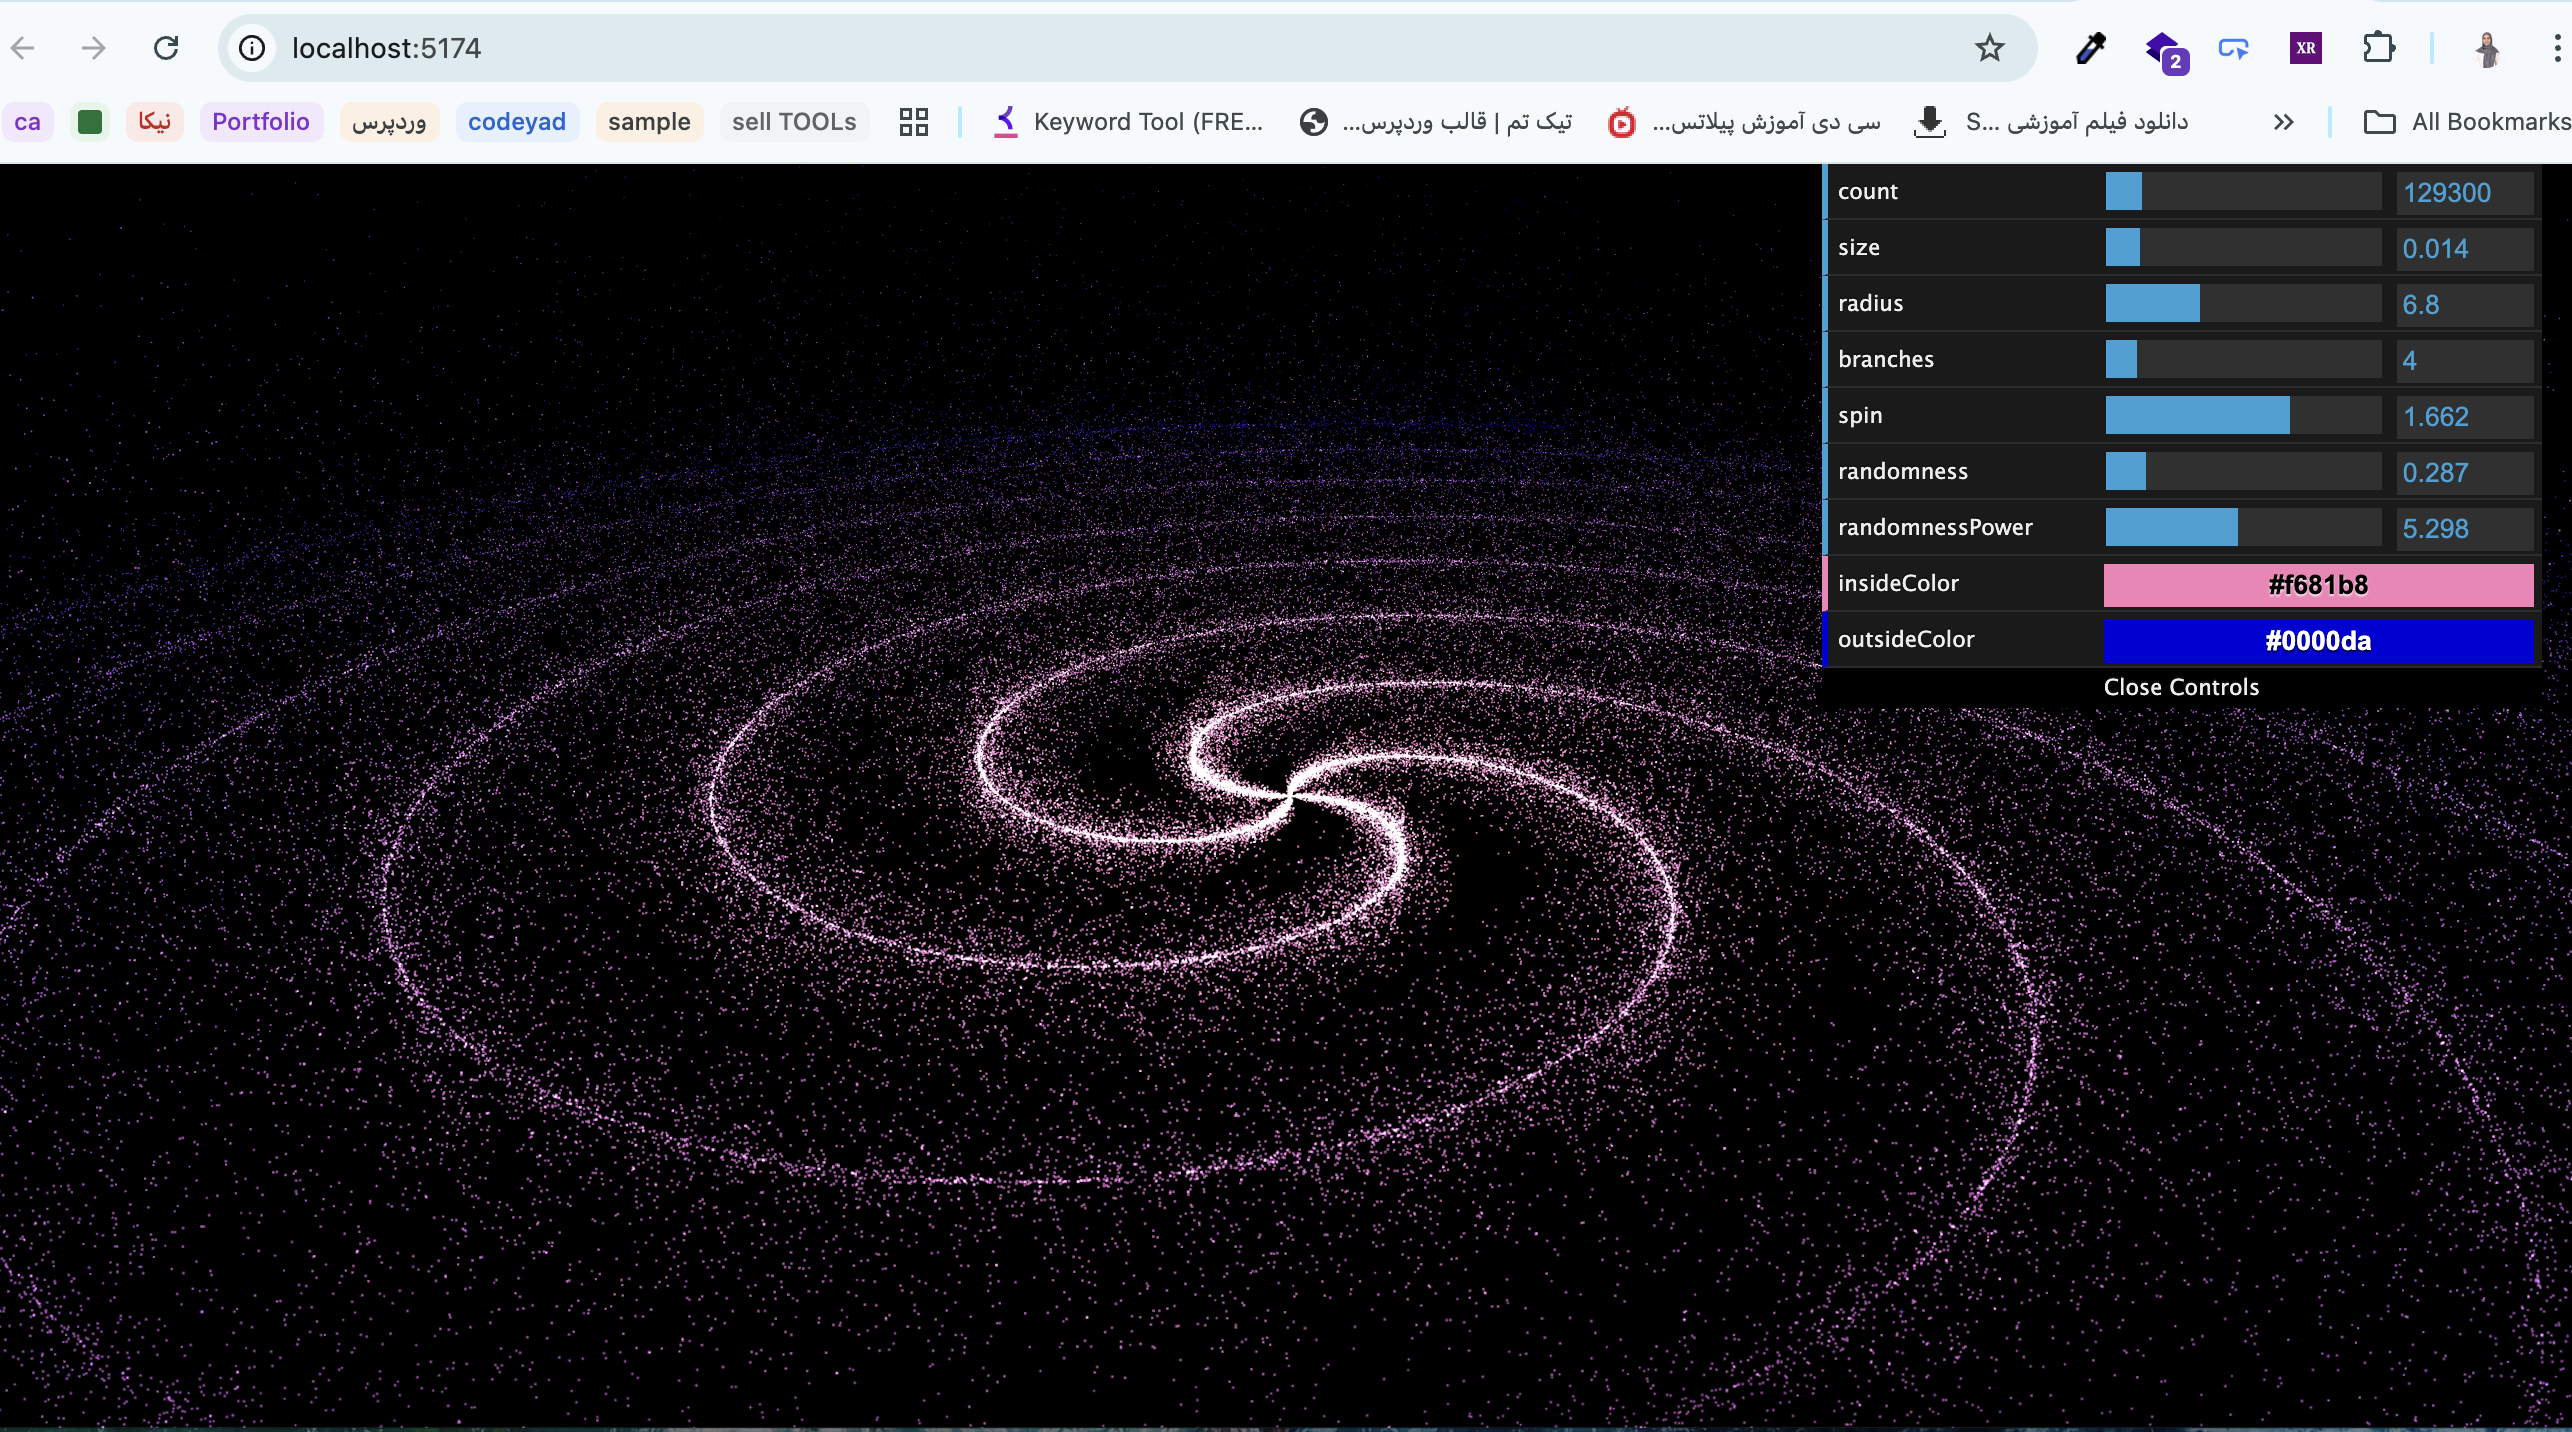 localhost:5174
ca نیکا Portfolio وردپرس codeyad sample sell TOOLs Keyword Tool (FRE... تیک تم | قالب وردپرس... سی دی آموزش پیلاتس... دانلود فیلم آموزشی S... All Bookmarks
2
XR
count 129300
size 0.014
radius 6.8
branches 4
spin 1.662
randomness 0.287
randomnessPower 5.298
insideColor #f681b8
outsideColor #0000da
Close Controls